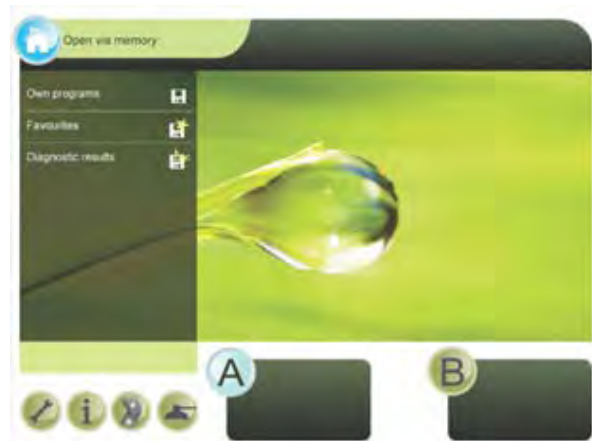 Open via memory
Own programs
Favourites
Diagnostic results
A
B
i